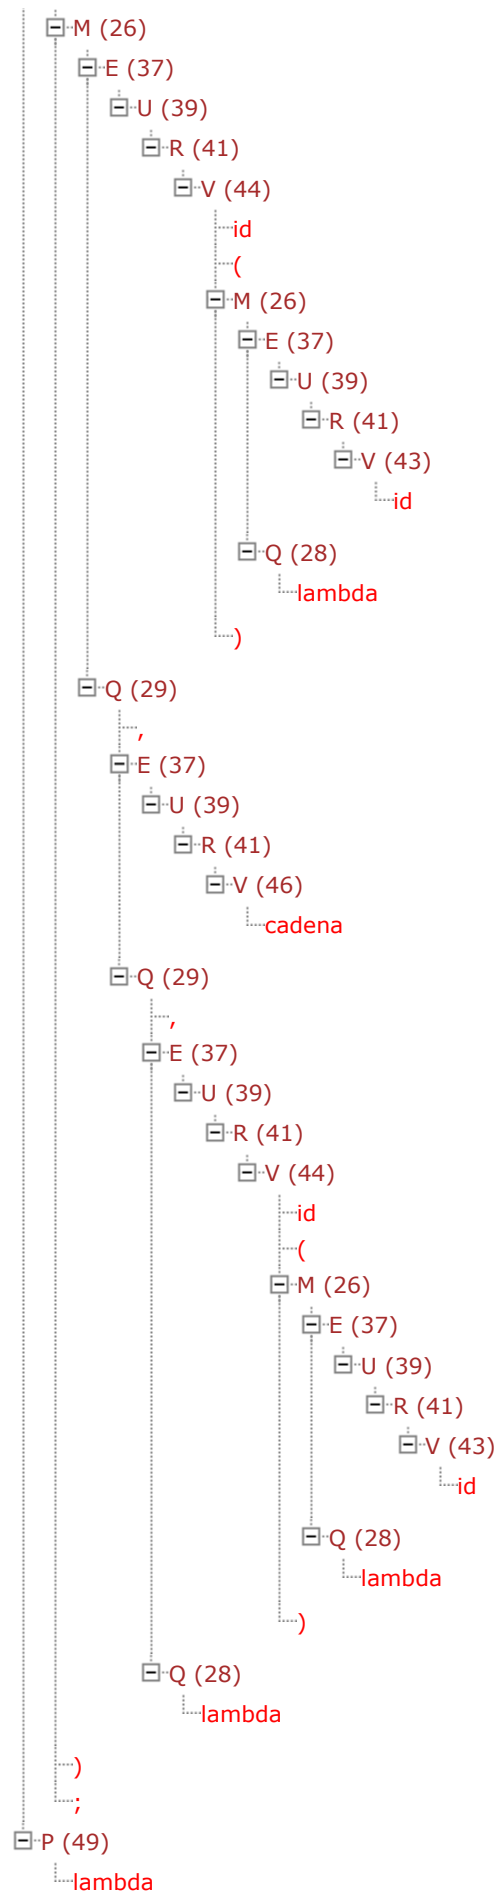 M (26)
E (37)
U (39)
R (41)
V (44)
id
(
M (26)
E (37)
U (39)
R (41)
V (43)
id
Q (28)
lambda
)
Q (29)
,
E (37)
U (39)
R (41)
V (46)
cadena
Q (29)
,
E (37)
U (39)
R (41)
V (44)
id
(
M (26)
E (37)
U (39)
R (41)
V (43)
id
Q (28)
lambda
)
Q (28)
lambda
)
;
P (49)
lambda